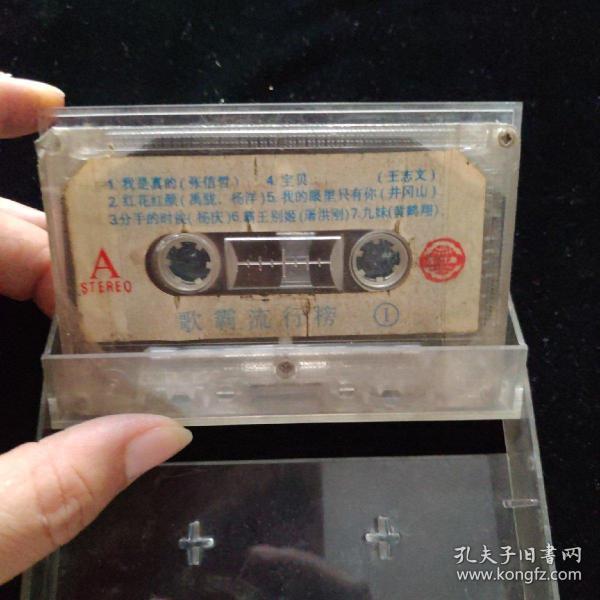 1. 我是真的(张信哲) 4. 宝贝 (王志文)
2. 红花红颜(禹胧、杨洋) 5. 我的眼里只有你(井冈山)
3. 分手的时候(杨庆) 6. 霸王别姬(屠洪刚) 7. 九妹(黄鹤翔)
A
STEREO
歌霸流行榜 ①
孔夫子旧书网
www.kongfz.com